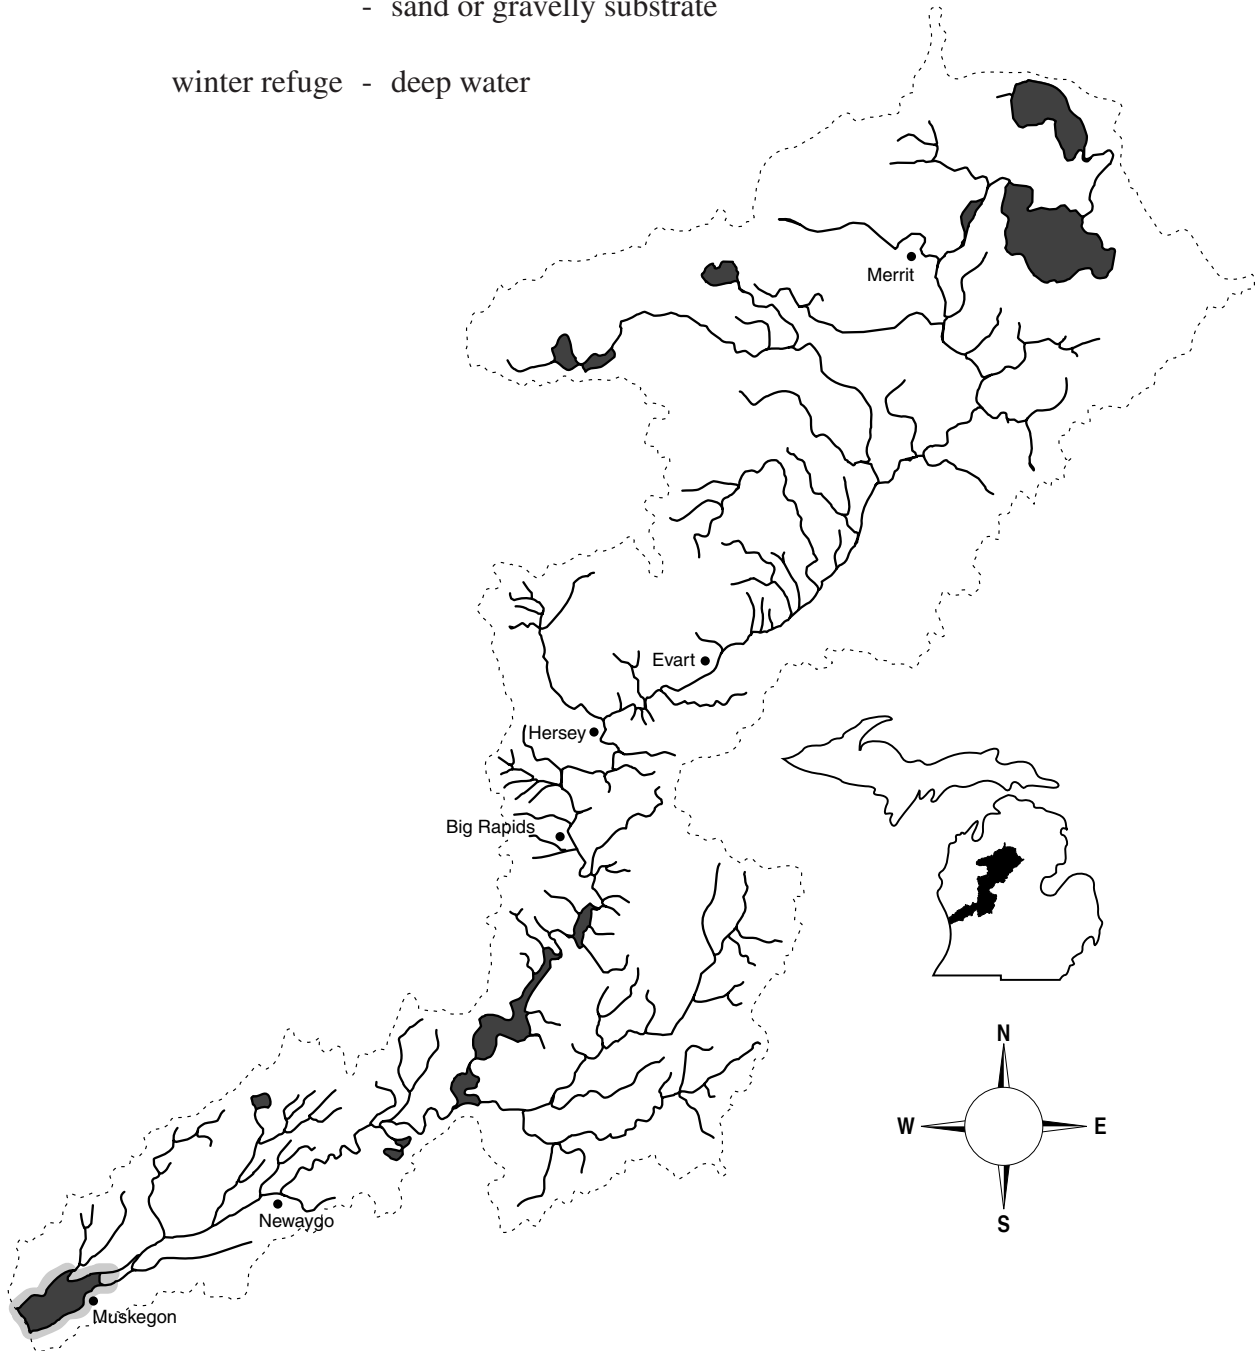 - sand or gravelly substrate
winter refuge - deep water
Merrit
Evart
Hersey
Big Rapids
N
W E
S
Newaygo
Muskegon